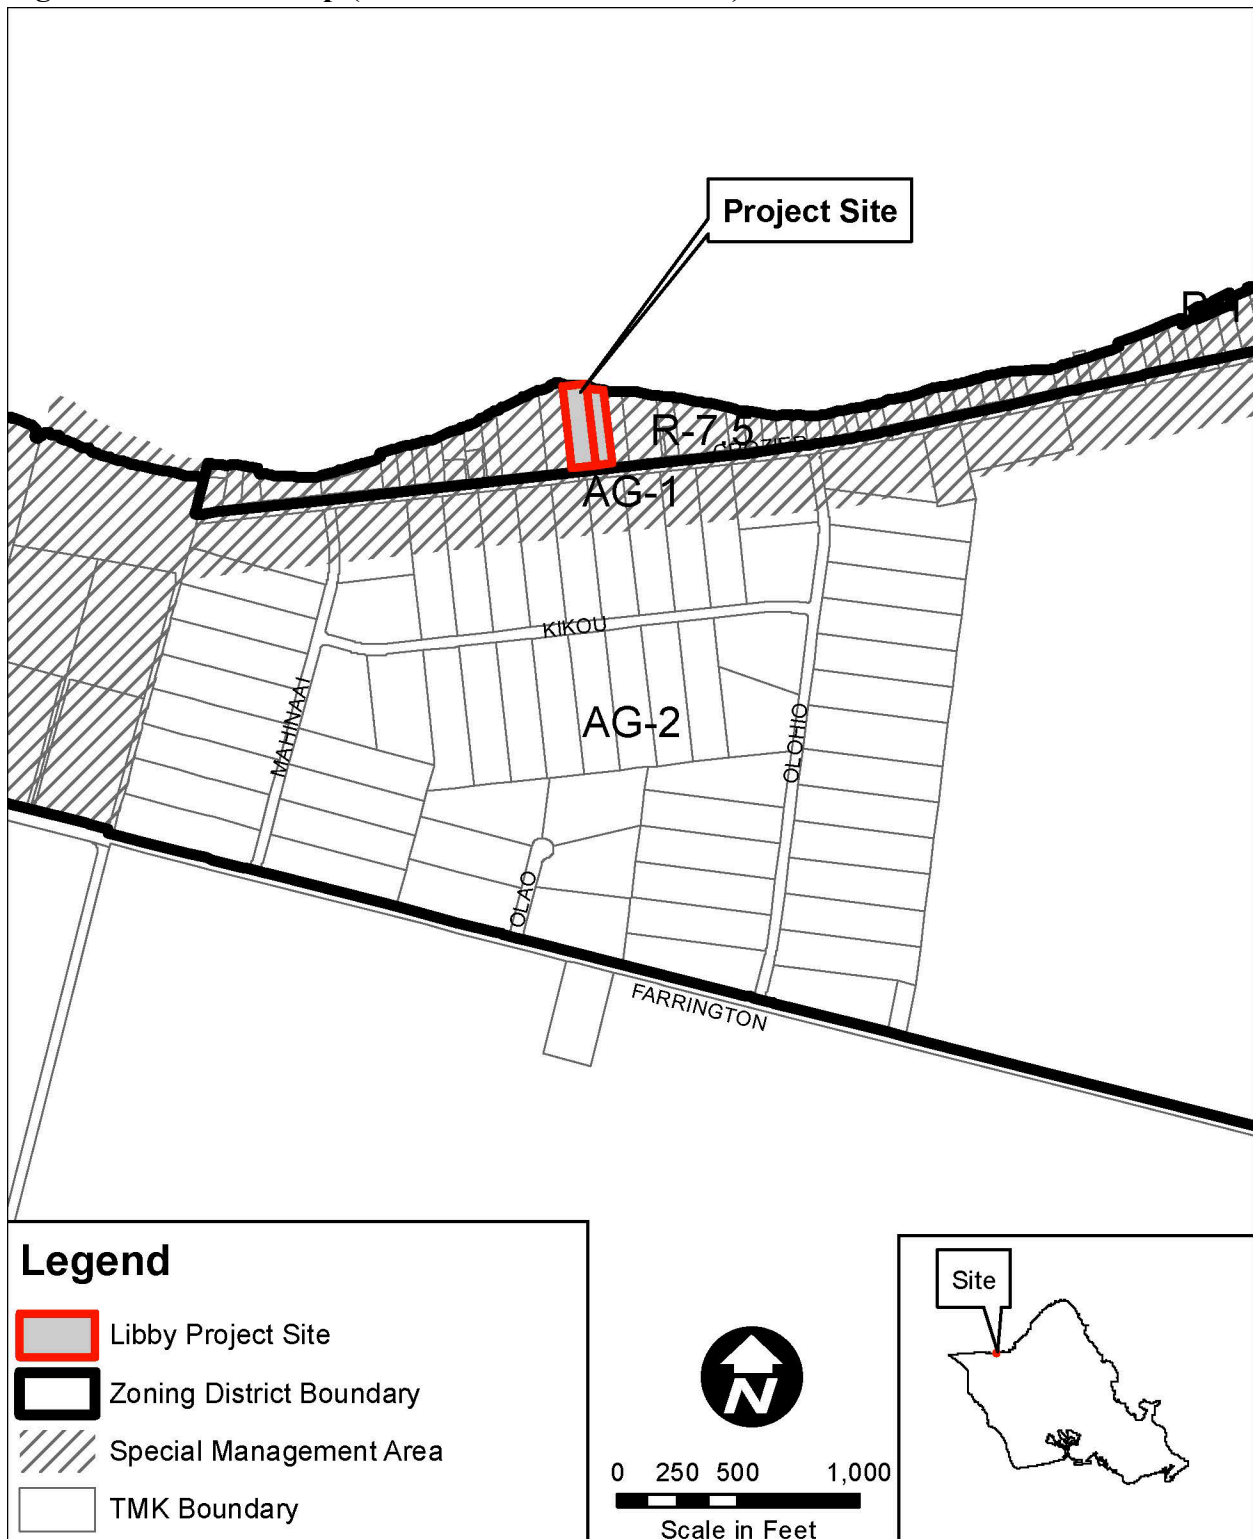 Project Site
R-7.5
AG-1
KIKOU
MAHINAAI
AG-2
OLOHIO
OLAO
FARRINGTON
Legend
Libby Project Site
Zoning District Boundary
Special Management Area
TMK Boundary
N
0 250 500 1,000
Scale in Feet
Site